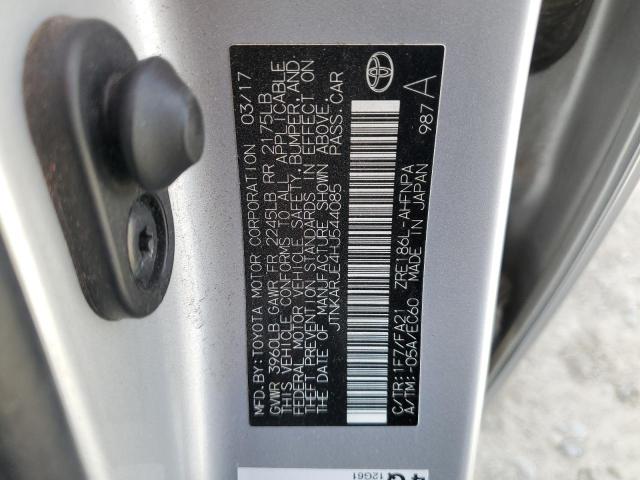 MFD.BY:TOYOTA MOTOR CORPORATION 03/17
GVWR 3960LB GAWR FR 2245LB RR 2175LB
THIS VEHICLE CONFORMS TO ALL APPLICABLE
FEDERAL MOTOR VEHICLE SAFETY,BUMPER,AND
THEFT PREVENTION STANDARDS IN EFFECT ON
THE DATE OF MANUFACTURE SHOWN ABOVE.
JTNKARJE4HJ544085 PASS.CAR
C/TR:1F7/FA21 ZRE186L-AHFNPA
A/TM:-05A/EC60 MADE IN JAPAN
987 A
4Q
12G61